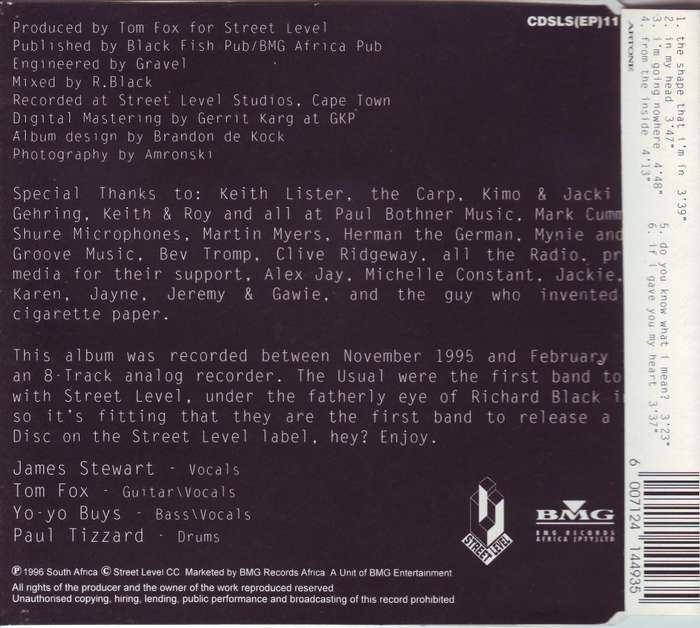 CDSLS(EP)11
Produced by Tom Fox for Street Level
Published by Black Fish Pub/BMG Africa Pub
Engineered by Gravel
Mixed by R.Black
Recorded at Street Level Studios, Cape Town
Digital Mastering by Gerrit Karg at GKP
Album design by Brandon de Kock
Photography by Amronski
Special Thanks to: Keith Lister, the Carp, Kimo & Jacki
Gehring, Keith & Roy and all at Paul Bothner Music, Mark Cumm
Shure Microphones, Martin Myers, Herman the German, Mynie and
Groove Music, Bev Tromp, Clive Ridgeway, all the Radio, pr
media for their support, Alex Jay, Michelle Constant, Jackie,
Karen, Jayne, Jeremy & Gawie, and the guy who invented
cigarette paper.
This album was recorded between November 1995 and February
an 8-Track analog recorder. The Usual were the first band to
with Street Level, under the fatherly eye of Richard Black i
so it's fitting that they are the first band to release a
Disc on the Street Level label, hey? Enjoy.
James Stewart - Vocals
Tom Fox - Guitar\Vocals
Yo-yo Buys - Bass\Vocals
Paul Tizzard - Drums
STREET LEVEL
BMG
BMG RECORDS
AFRICA (PTY)LTD
Ⓟ 1996 South Africa © Street Level CC Marketed by BMG Records Africa A Unit of BMG Entertainment
All rights of the producer and the owner of the work reproduced reserved
Unauthorised copying, hiring, lending, public performance and broadcasting of this record prohibited
1. the shape that i'm in 3'39"
2. in my head 3'47"
3. i'm going nowhere 4'48"
4. from the inside 4'13"
5. do you know what i mean? 3'23"
6. if i gave you my heart 3'37"
ARTONE
6 007124 144935